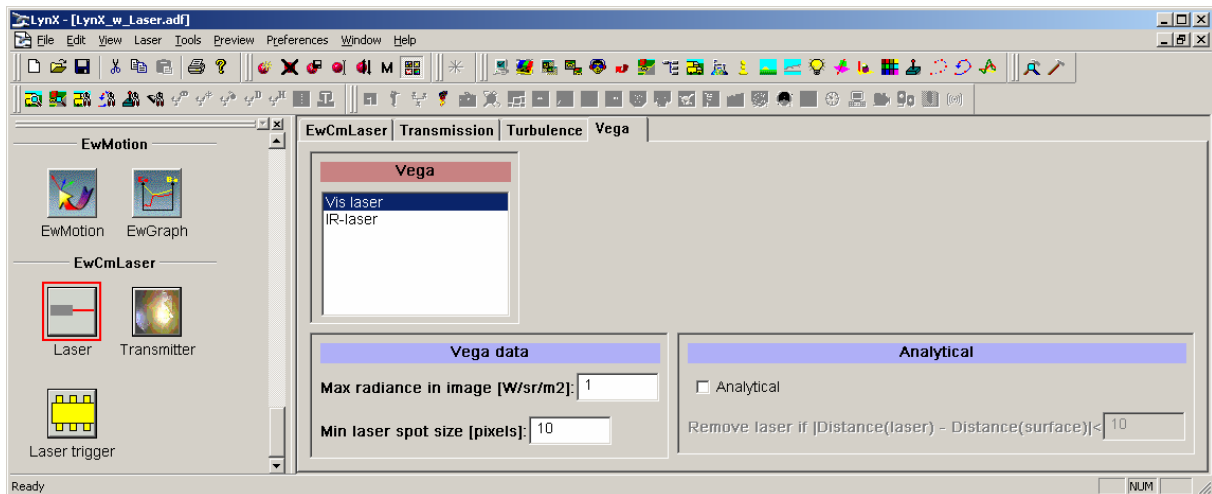 LynX - [LynX_w_Laser.adf]
File Edit View Laser Tools Preview Preferences Window Help
EwMotion
EwMotion EwGraph
EwCmLaser
Laser Transmitter
Laser trigger
EwCmLaser Transmission Turbulence Vega
Vega
Vis laser
IR-laser
Vega data
Max radiance in image [W/sr/m2]: 1
Min laser spot size [pixels]: 10
Analytical
Analytical
Remove laser if |Distance(laser) - Distance(surface)|< 10
Ready NUM